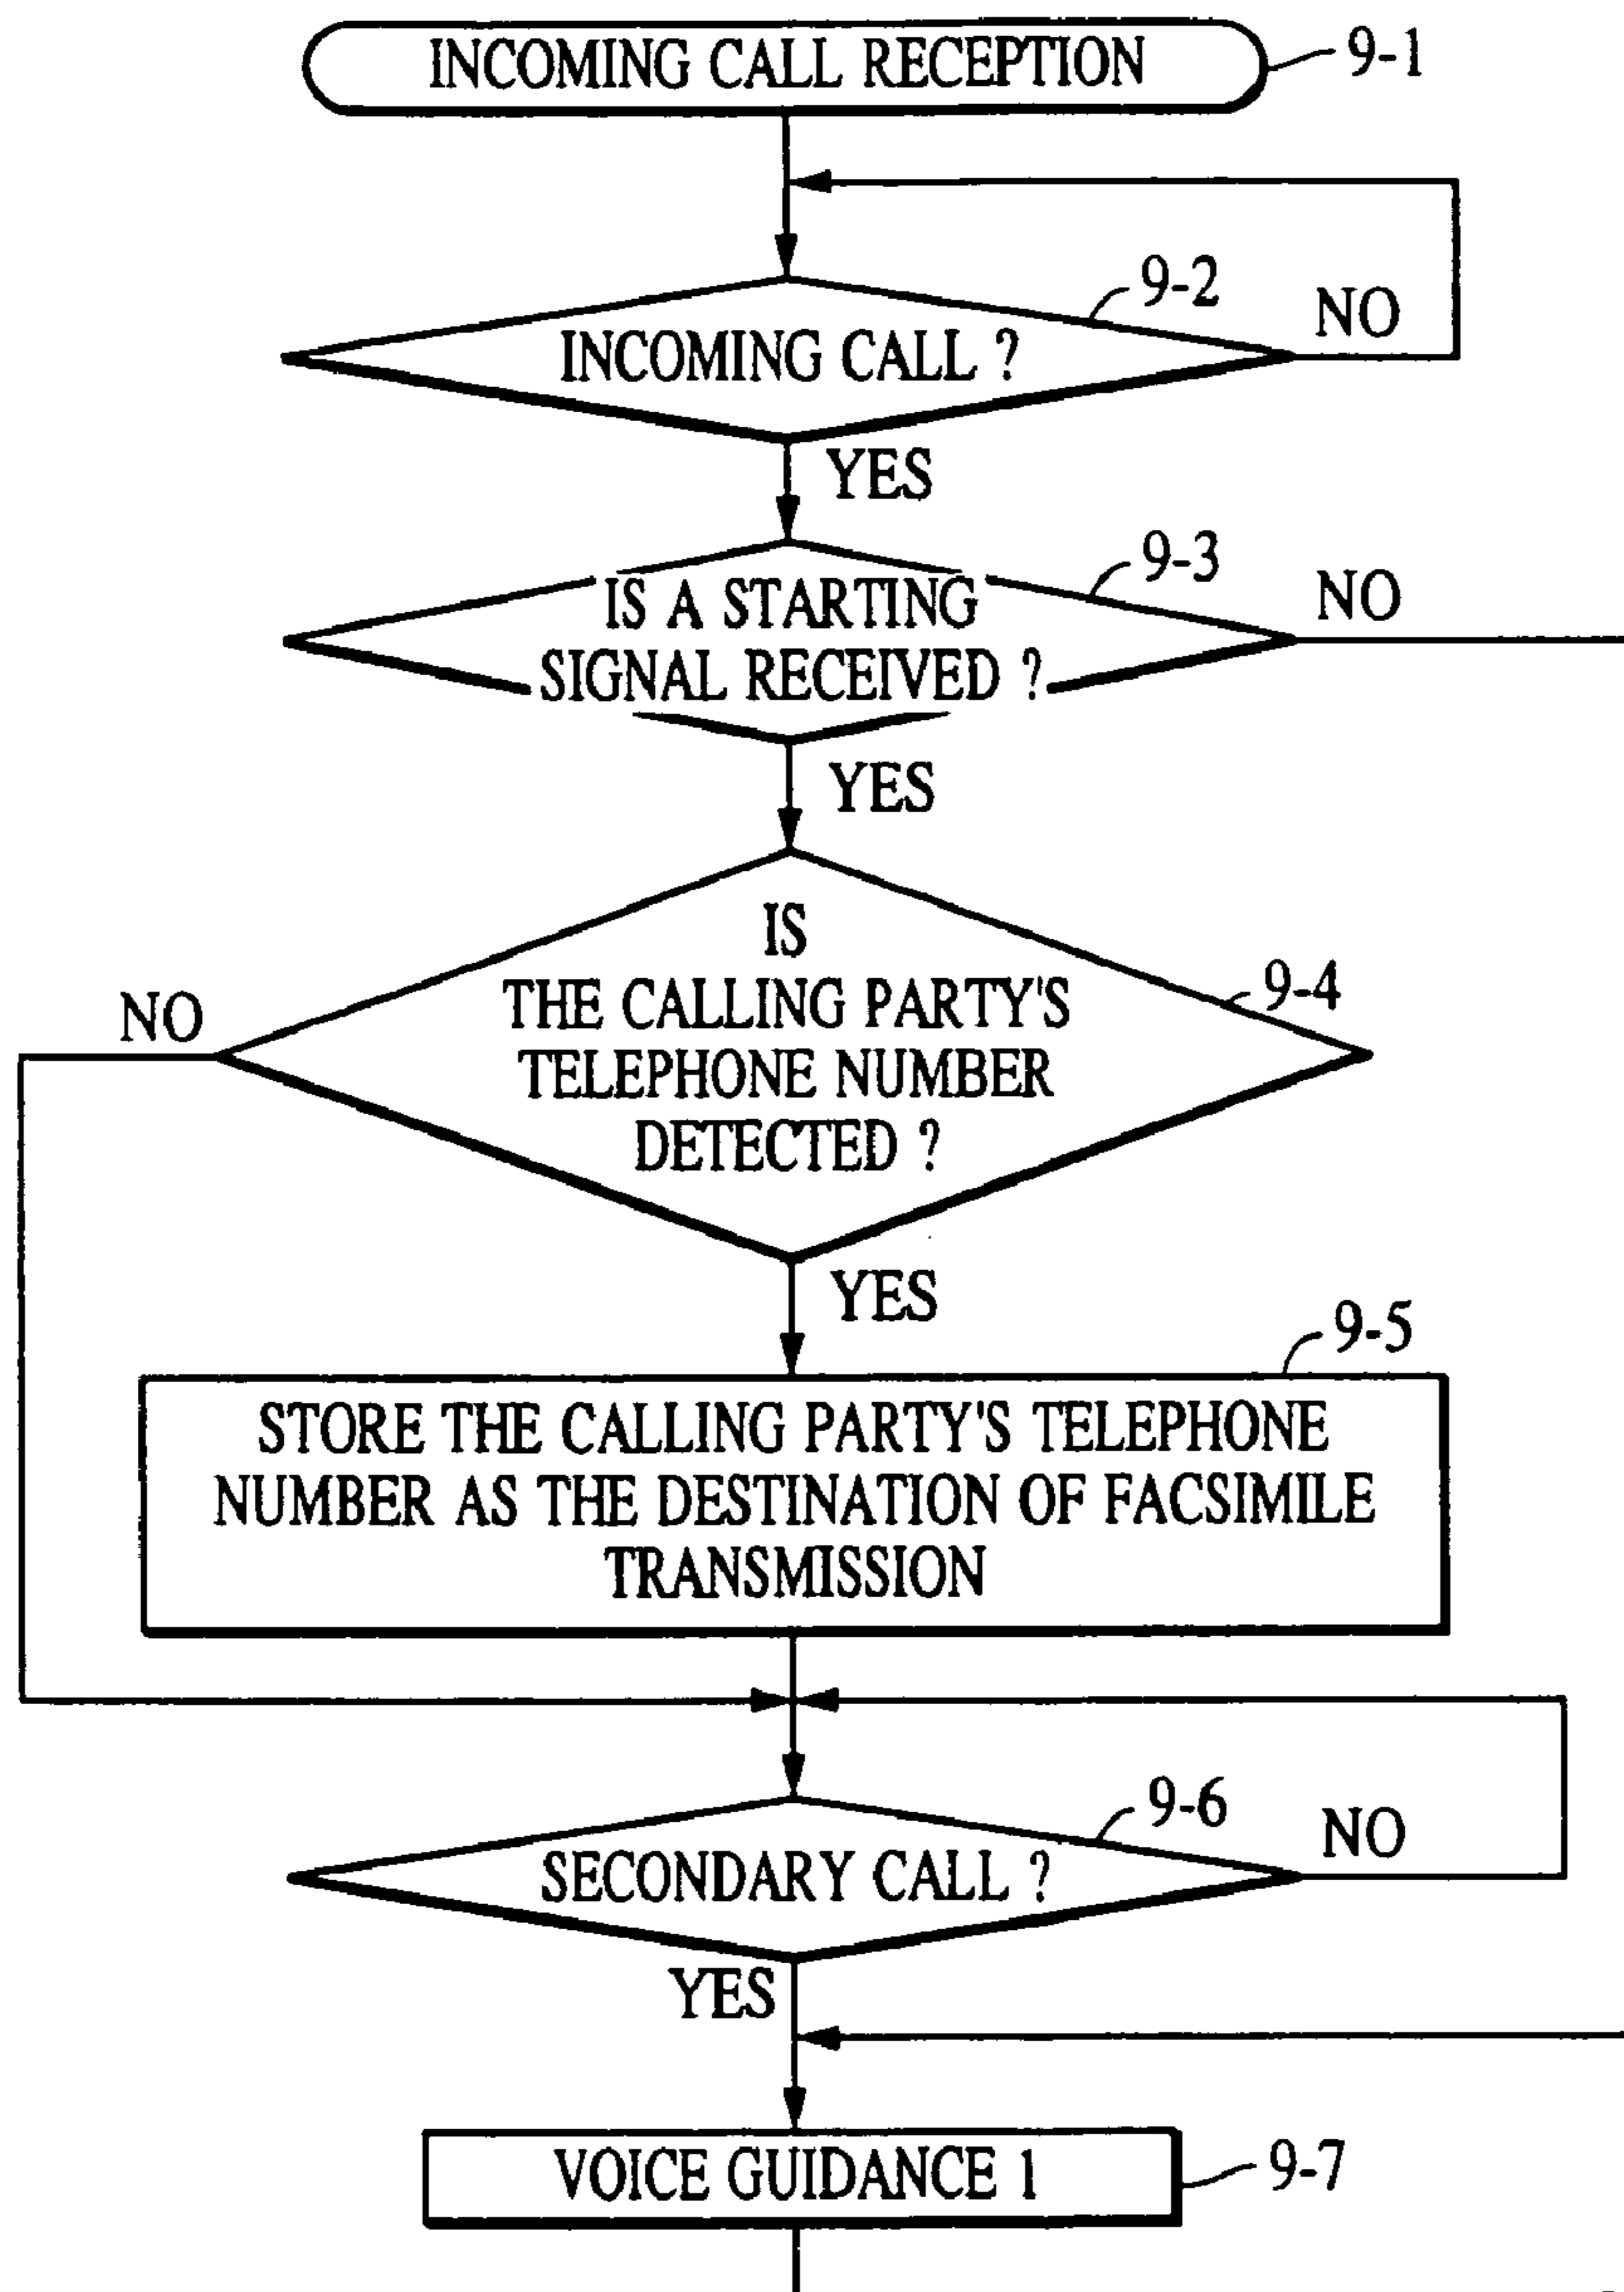 INCOMING CALL RECEPTION
9-1
9-2
NO
INCOMING CALL ?
YES
9-3
NO
IS A STARTING
SIGNAL RECEIVED ?
YES
IS
9-4
NO
THE CALLING PARTY'S
TELEPHONE NUMBER
DETECTED ?
YES
9-5
STORE THE CALLING PARTY'S TELEPHONE
NUMBER AS THE DESTINATION OF FACSIMILE
TRANSMISSION
9-6
NO
SECONDARY CALL ?
YES
VOICE GUIDANCE 1
9-7